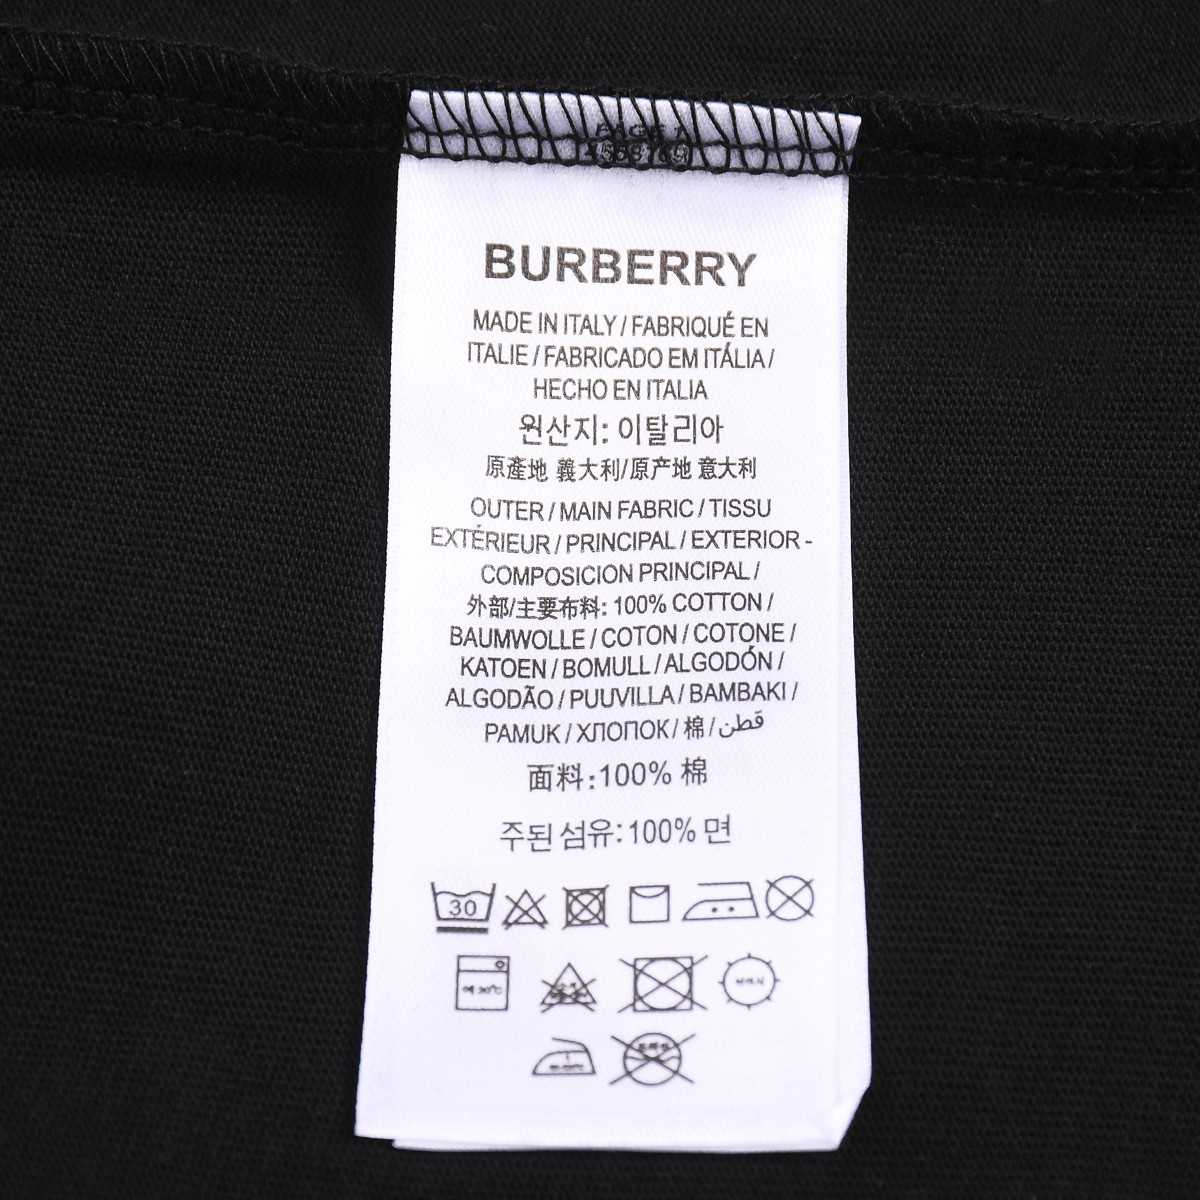 PAGE 1
BURBERRY
MADE IN ITALY / FABRIQUÉ EN
ITALIE / FABRICADO EM ITÁLIA /
HECHO EN ITALIA
원산지: 이탈리아
原產地 義大利/原产地 意大利
OUTER / MAIN FABRIC / TISSU
EXTÉRIEUR / PRINCIPAL / EXTERIOR -
COMPOSICION PRINCIPAL /
外部/主要布料: 100% COTTON /
BAUMWOLLE / COTON / COTONE /
KATOEN / BOMULL / ALGODÓN /
ALGODÃO / PUUVILLA / BAMBAKI /
PAMUK / ХЛОПОК / 棉 / قطن
面料:100% 棉
주된 섬유:100% 면
30